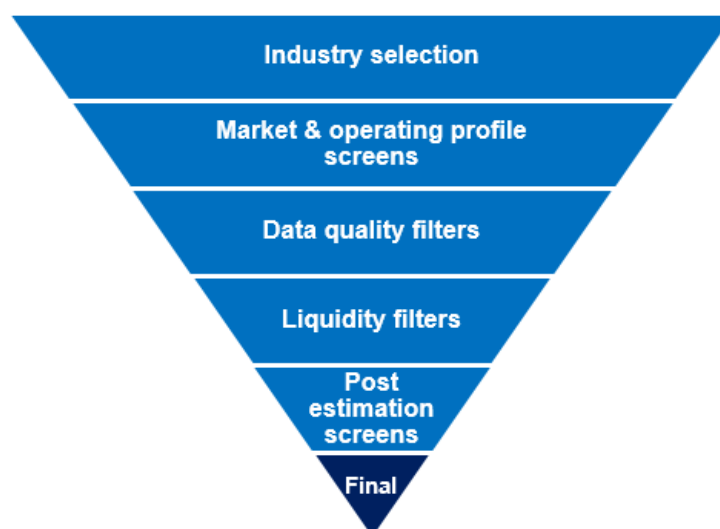 Industry selection
Market & operating profile
screens
Data quality filters
Liquidity filters
Post
estimation
screens
Final